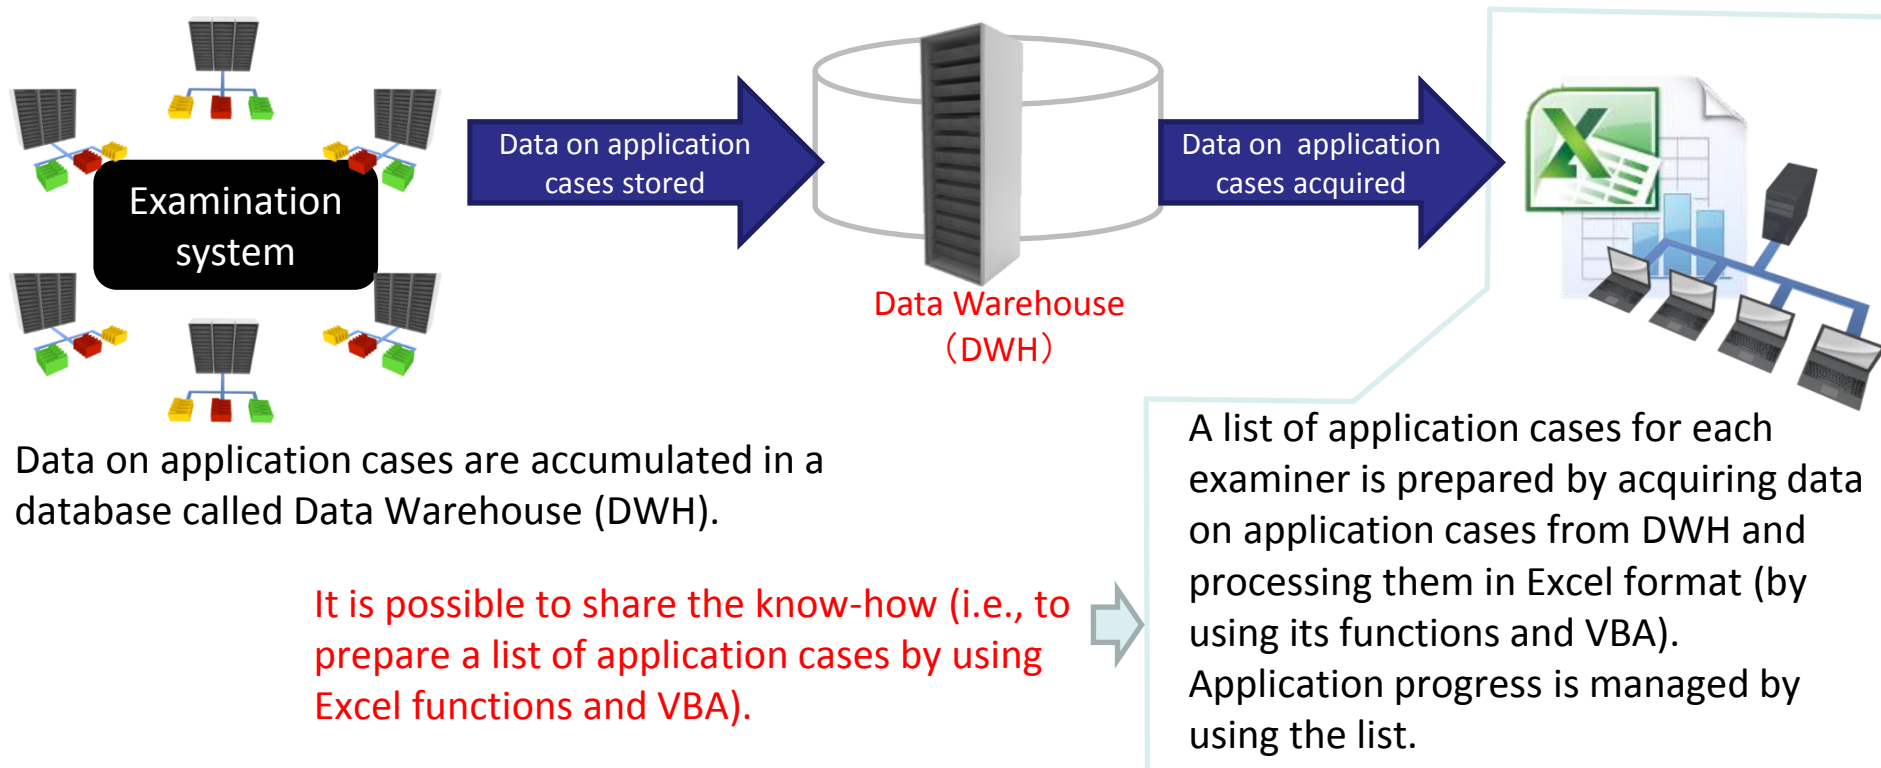 Examination
system
Data on application
cases stored
Data on  application
cases acquired
Data Warehouse
（DWH）
Data on application cases are accumulated in a
database called Data Warehouse (DWH).
It is possible to share the know-how (i.e., to
prepare a list of application cases by using
Excel functions and VBA).
A list of application cases for each
examiner is prepared by acquiring data
on application cases from DWH and
processing them in Excel format (by
using its functions and VBA).
Application progress is managed by
using the list.